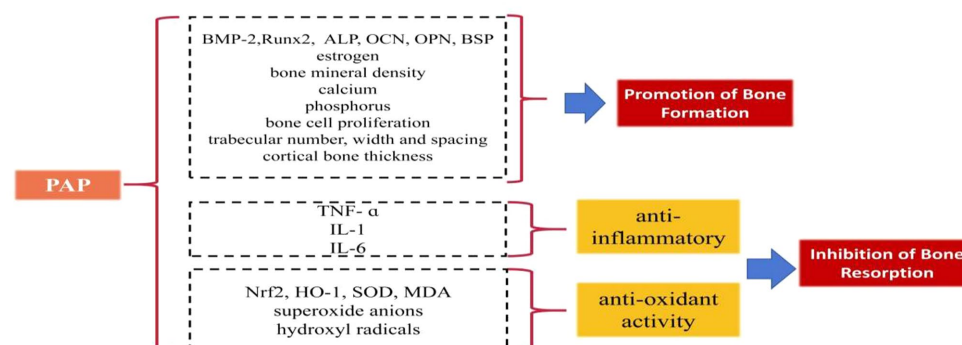 PAP
BMP-2,Runx2, ALP, OCN, OPN, BSP
estrogen
bone mineral density
calcium
phosphorus
bone cell proliferation
trabecular number, width and spacing
cortical bone thickness
Promotion of Bone
Formation
TNF- α
IL-1
IL-6
anti-
inflammatory
Nrf2, HO-1, SOD, MDA
superoxide anions
hydroxyl radicals
anti-oxidant
activity
Inhibition of Bone
Resorption